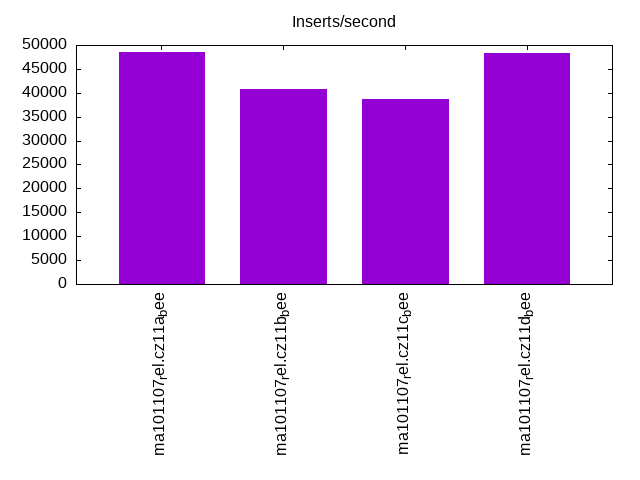 Inserts/second
50000
45000
40000
35000
30000
25000
20000
15000
10000
5000
0
ma101107rel.cz11abee
ma101107rel.cz11bbee
ma101107rel.cz11cbee
ma101107rel.cz11dbee